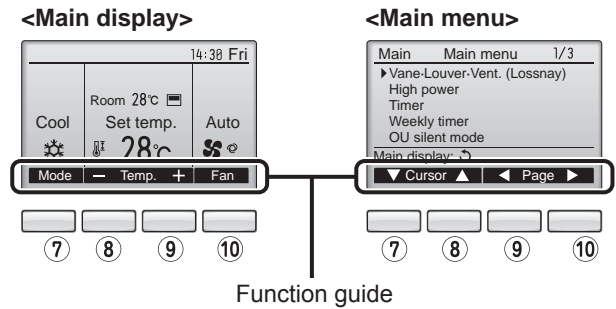 <Main display>
14:30 Fri
Room 28°C
Cool Set temp. Auto
28°C
Mode − Temp. + Fan
7 8 9 10
<Main menu>
Main Main menu 1/3
▶Vane·Louver·Vent. (Lossnay)
High power
Timer
Weekly timer
OU silent mode
Main display: ↺
▼ Cursor ▲ ◀ Page ▶
7 8 9 10
Function guide